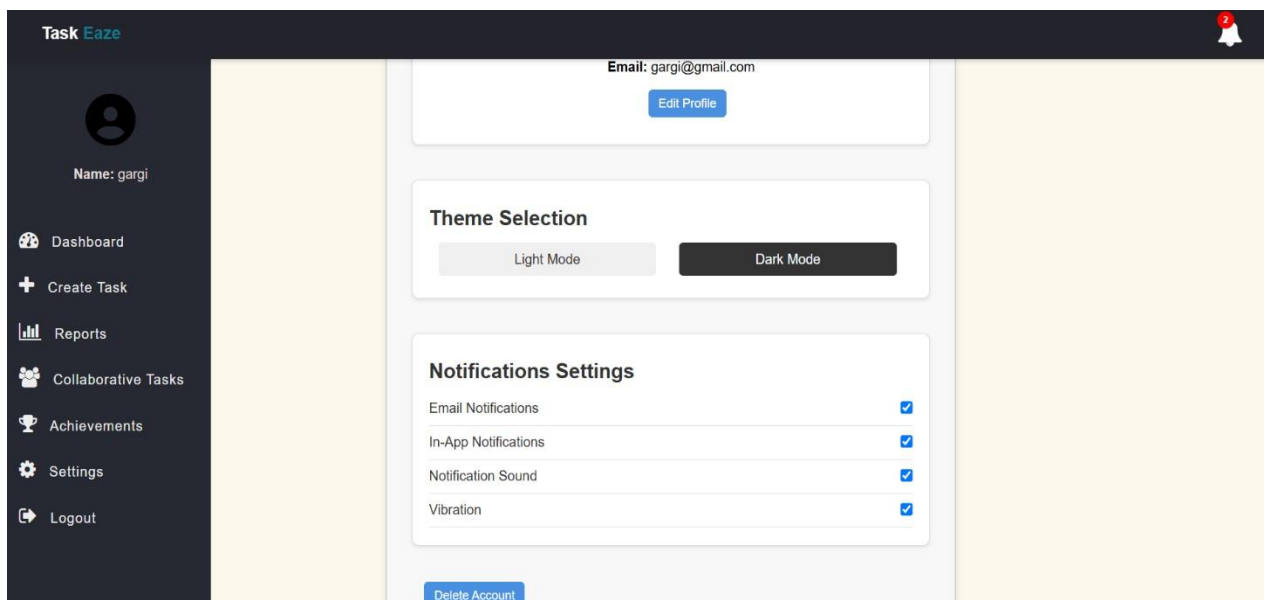 Task Eaze
2
Name: gargi
Dashboard
Create Task
Reports
Collaborative Tasks
Achievements
Settings
Logout
Email: gargi@gmail.com
Edit Profile
Theme Selection
Light Mode
Dark Mode
Notifications Settings
Email Notifications
In-App Notifications
Notification Sound
Vibration
Delete Account